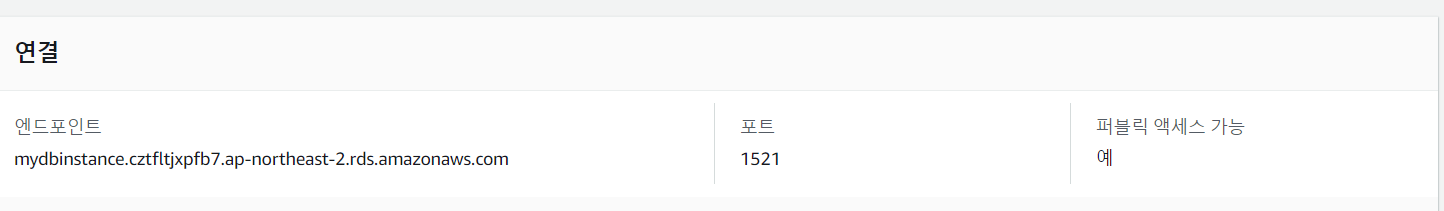 연결
엔드포인트
mydbinstance.cztfltjxpfb7.ap-northeast-2.rds.amazonaws.com
포트
1521
퍼블릭 액세스 가능
예